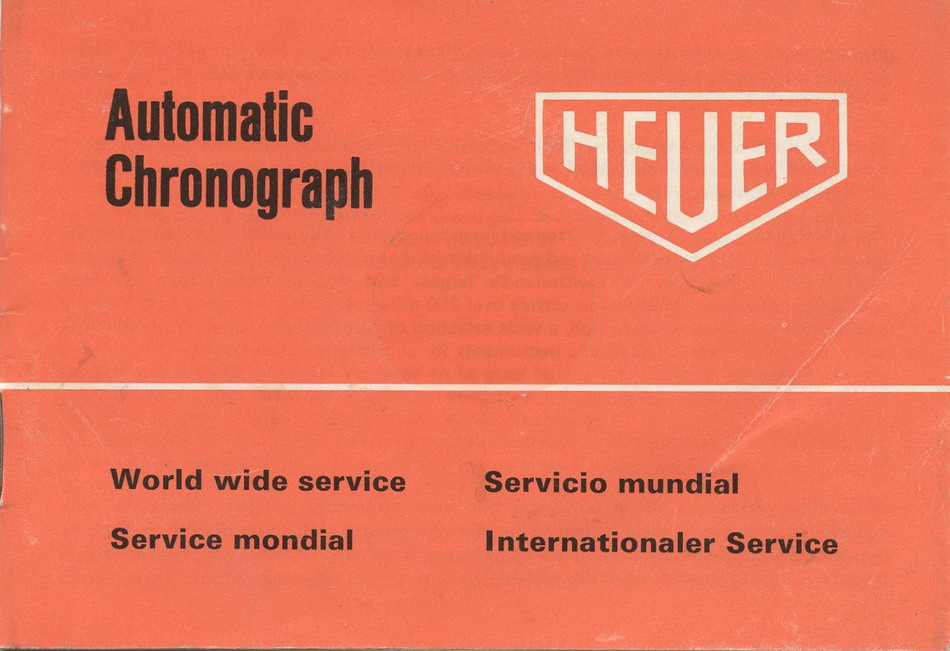 Automatic
Chronograph
HEUER
World wide service
Service mondial
Servicio mundial
Internationaler Service